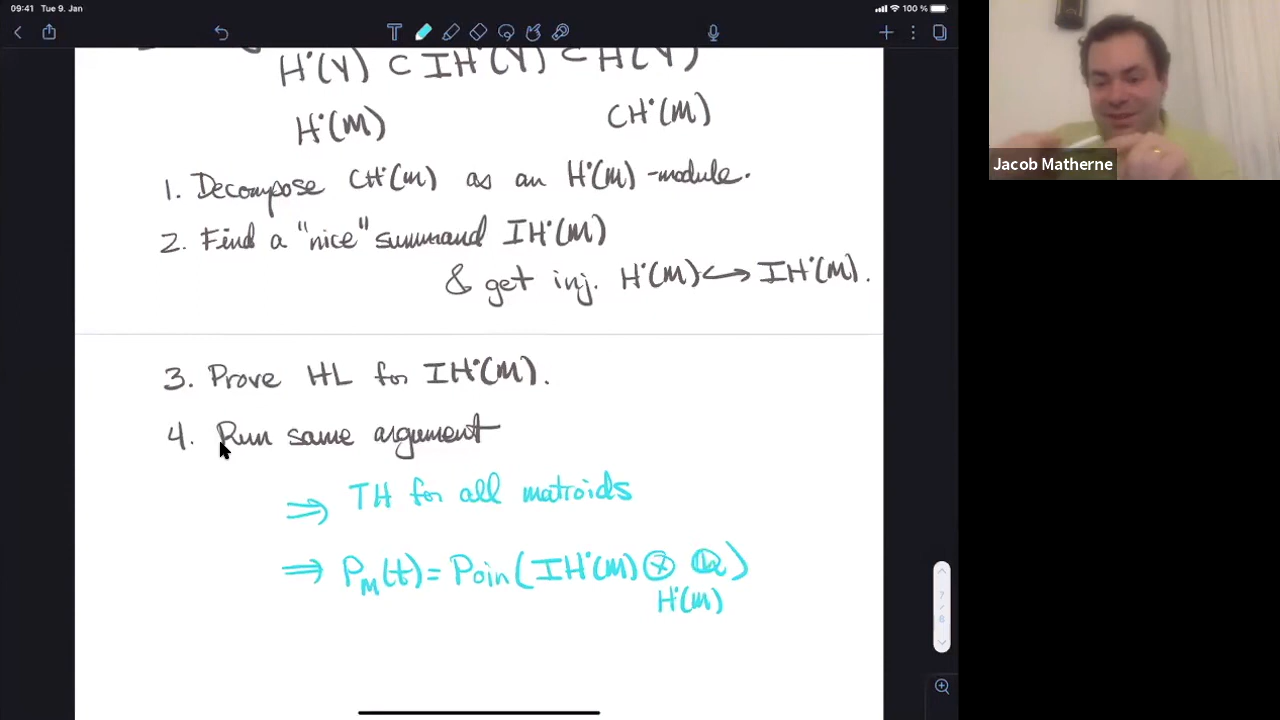 09:41 Tue 9. Jan
100 %
H•(Y) ⊂ IH•(Y) ⊂ H•(Y)
H•(M) CH•(M)
1. Decompose CH•(M) as an H•(M)-module.
2. Find a "nice" summand IH•(M)
& get inj. H•(M) ↪ IH•(M).
3. Prove HL for IH•(M).
4. Run same argument
⇒ TH for all matroids
⇒ P_M(t) = Poin(IH•(M) ⊗ ℚ)
H•(M)
7 / 8
Jacob Matherne